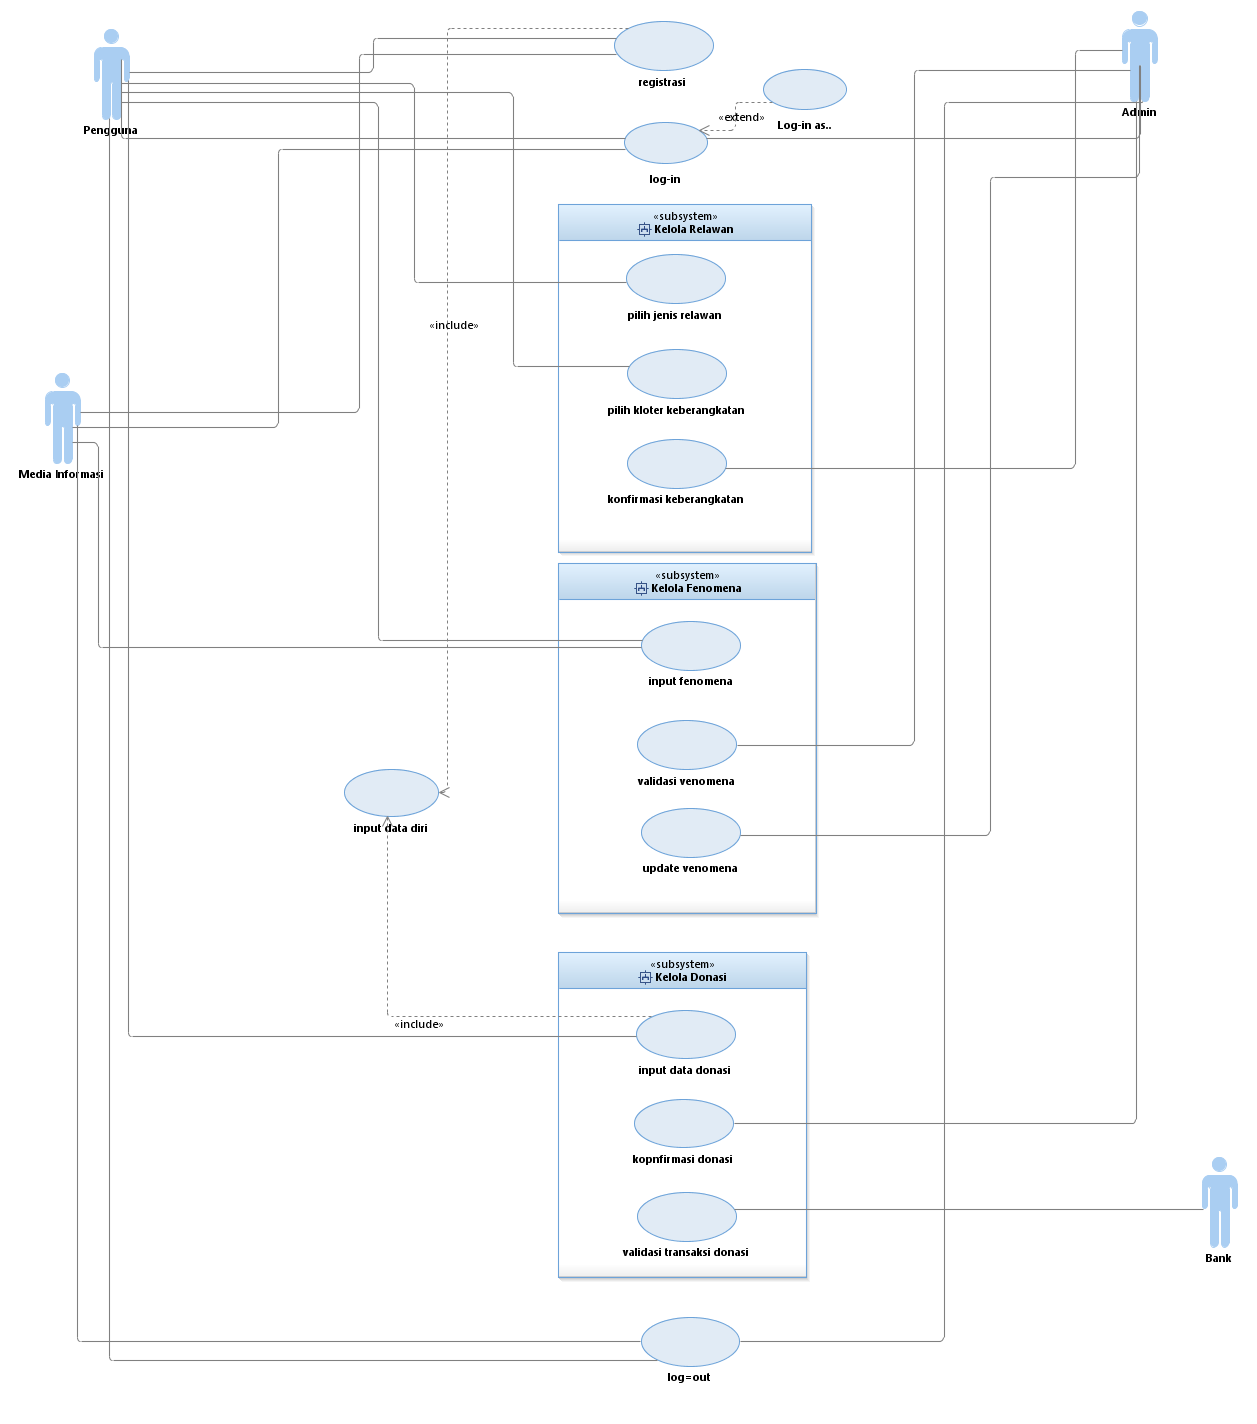 registrasi
Log-in as..
«extend»
Admin
Pengguna
log-in
«subsystem»
Kelola Relawan
pilih jenis relawan
«include»
pilih kloter keberangkatan
Media Informasi
konfirmasi keberangkatan
«subsystem»
Kelola Fenomena
input fenomena
validasi venomena
input data diri
update venomena
«subsystem»
Kelola Donasi
«include»
input data donasi
kopnfirmasi donasi
validasi transaksi donasi
Bank
log=out